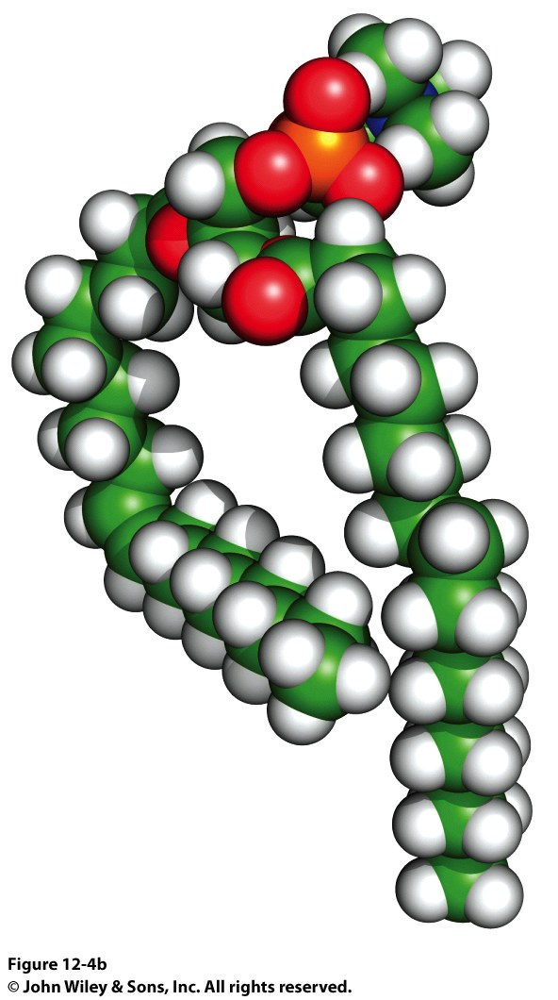 Figure 12-4b
© John Wiley & Sons, Inc. All rights reserved.